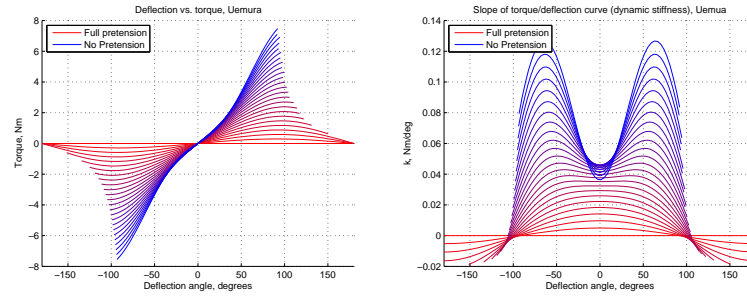 Deflection vs. torque, Uemura
Full pretension
No Pretension
8
6
4
2
0
−2
−4
−6
−8
Torque, Nm
−150 −100 −50 0 50 100 150
Deflection angle, degrees
Slope of torque/deflection curve (dynamic stiffness), Uemua
Full pretension
No Pretension
0.14
0.12
0.1
0.08
0.06
0.04
0.02
0
−0.02
k, Nm/deg
−150 −100 −50 0 50 100 150
Deflection angle, degrees